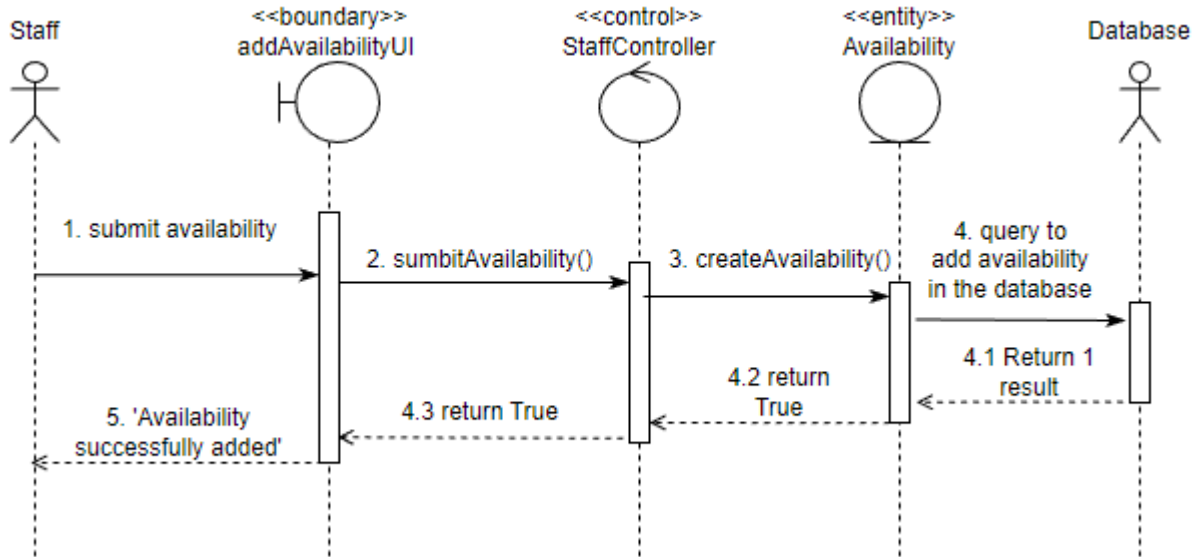 Staff
<<boundary>>
addAvailabilityUI
<<control>>
StaffController
<<entity>>
Availability
Database
1. submit availability
2. sumbitAvailability()
3. createAvailability()
4. query to
add availability
in the database
4.1 Return 1
result
4.2 return
True
4.3 return True
5. 'Availability
successfully added'